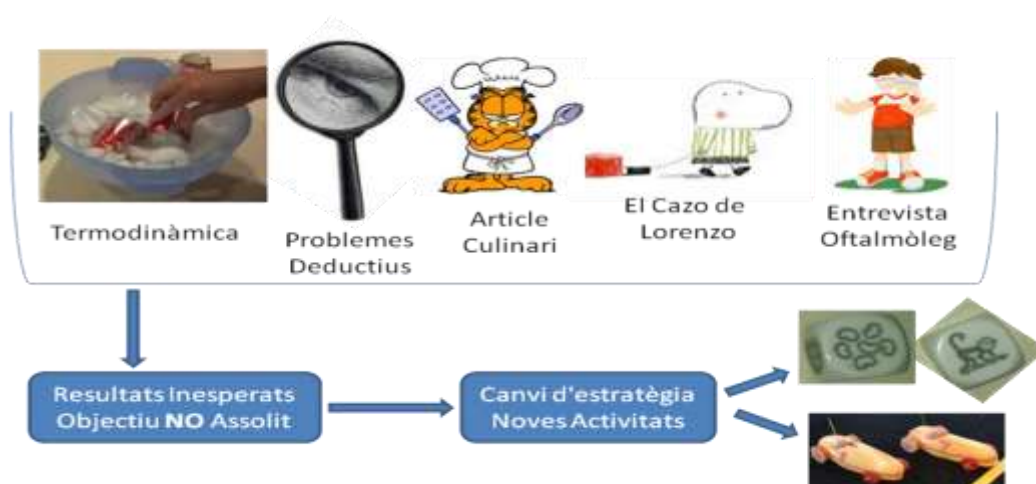 Termodinàmica
Problemes
Deductius
Article
Culinari
El Cazo de
Lorenzo
Entrevista
Oftalmòleg
Resultats Inesperats
Objectiu NO Assolit
Canvi d'estratègia
Noves Activitats